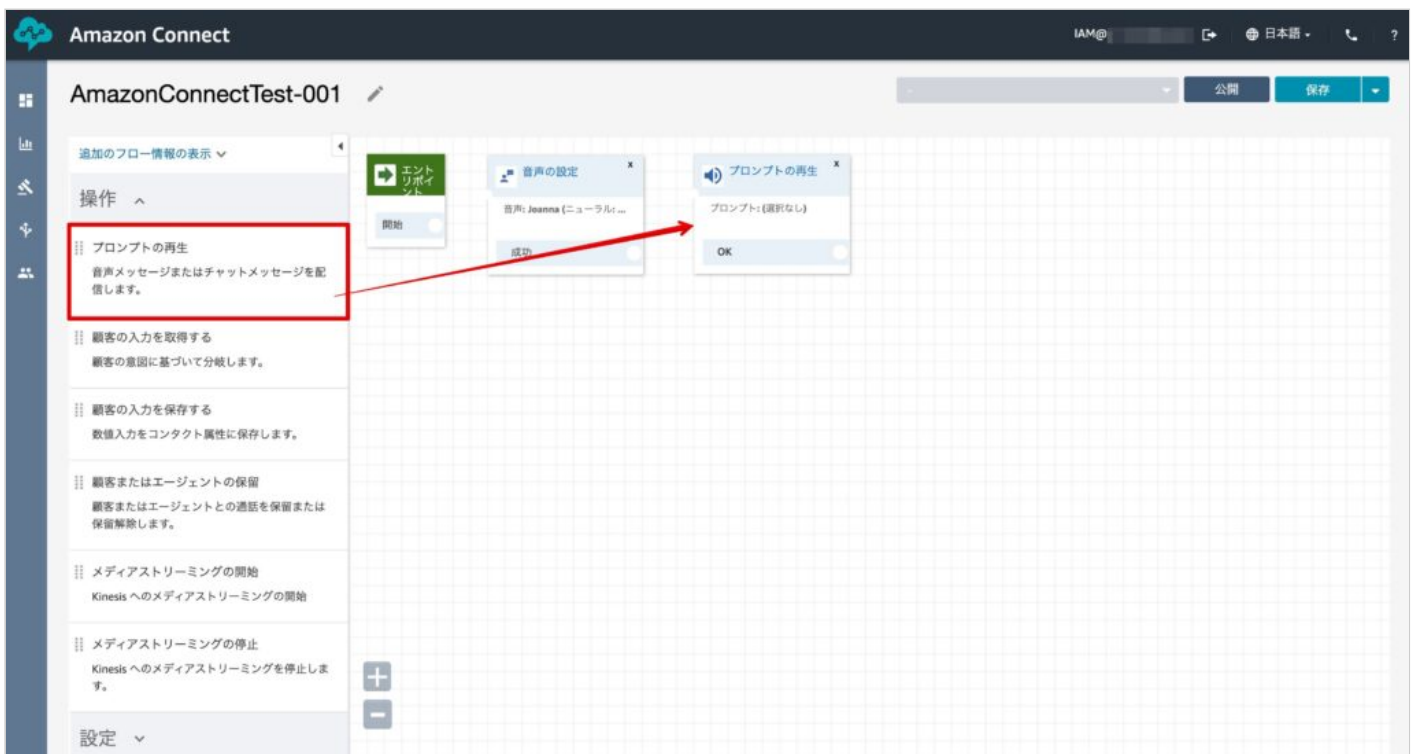 Amazon Connect
IAM@
日本語
?
AmazonConnectTest-001
公開
保存
追加のフロー情報の表示
操作
プロンプトの再生
音声メッセージまたはチャットメッセージを配
信します。
顧客の入力を取得する
顧客の意図に基づいて分岐します。
顧客の入力を保存する
数値入力をコンタクト属性に保存します。
顧客またはエージェントの保留
顧客またはエージェントとの通話を保留または
保留解除します。
メディアストリーミングの開始
Kinesis へのメディアストリーミングの開始
メディアストリーミングの停止
Kinesis へのメディアストリーミングを停止しま
す。
設定
エント
リポイ
ント
開始
音声の設定
x
音声: Joanna (ニューラル: ...
成功
プロンプトの再生
x
プロンプト: (選択なし)
OK